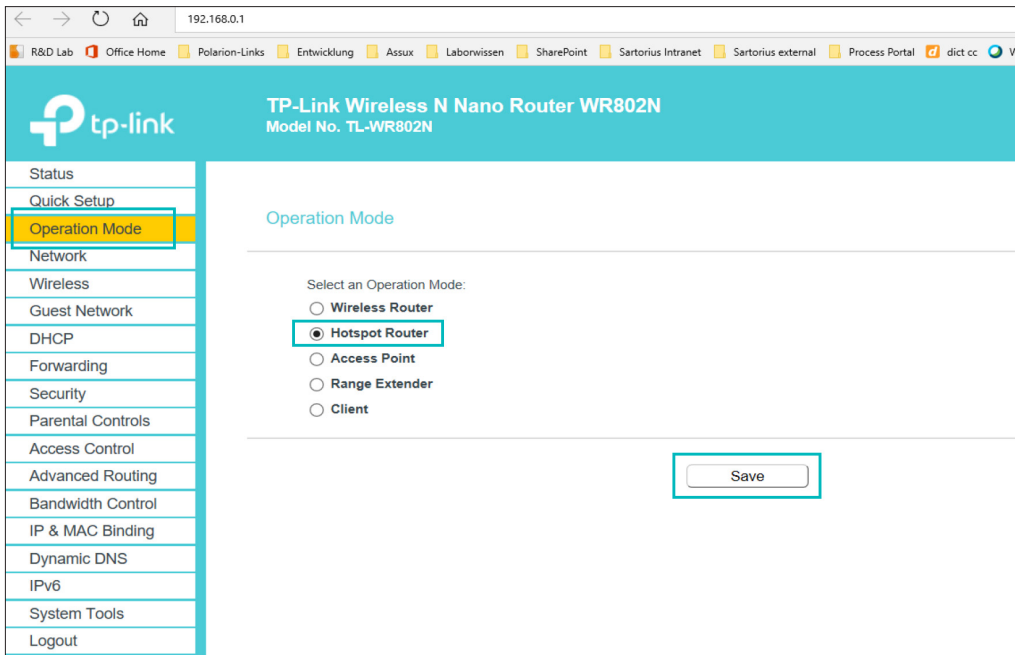 192.168.0.1
R&D Lab Office Home Polarion-Links Entwicklung Assux Laborwissen SharePoint Sartorius Intranet Sartorius external Process Portal d dict cc
tp-link
TP-Link Wireless N Nano Router WR802N
Model No. TL-WR802N
Status
Quick Setup
Operation Mode
Network
Wireless
Guest Network
DHCP
Forwarding
Security
Parental Controls
Access Control
Advanced Routing
Bandwidth Control
IP & MAC Binding
Dynamic DNS
IPv6
System Tools
Logout
Operation Mode
Select an Operation Mode:
Wireless Router
Hotspot Router
Access Point
Range Extender
Client
Save